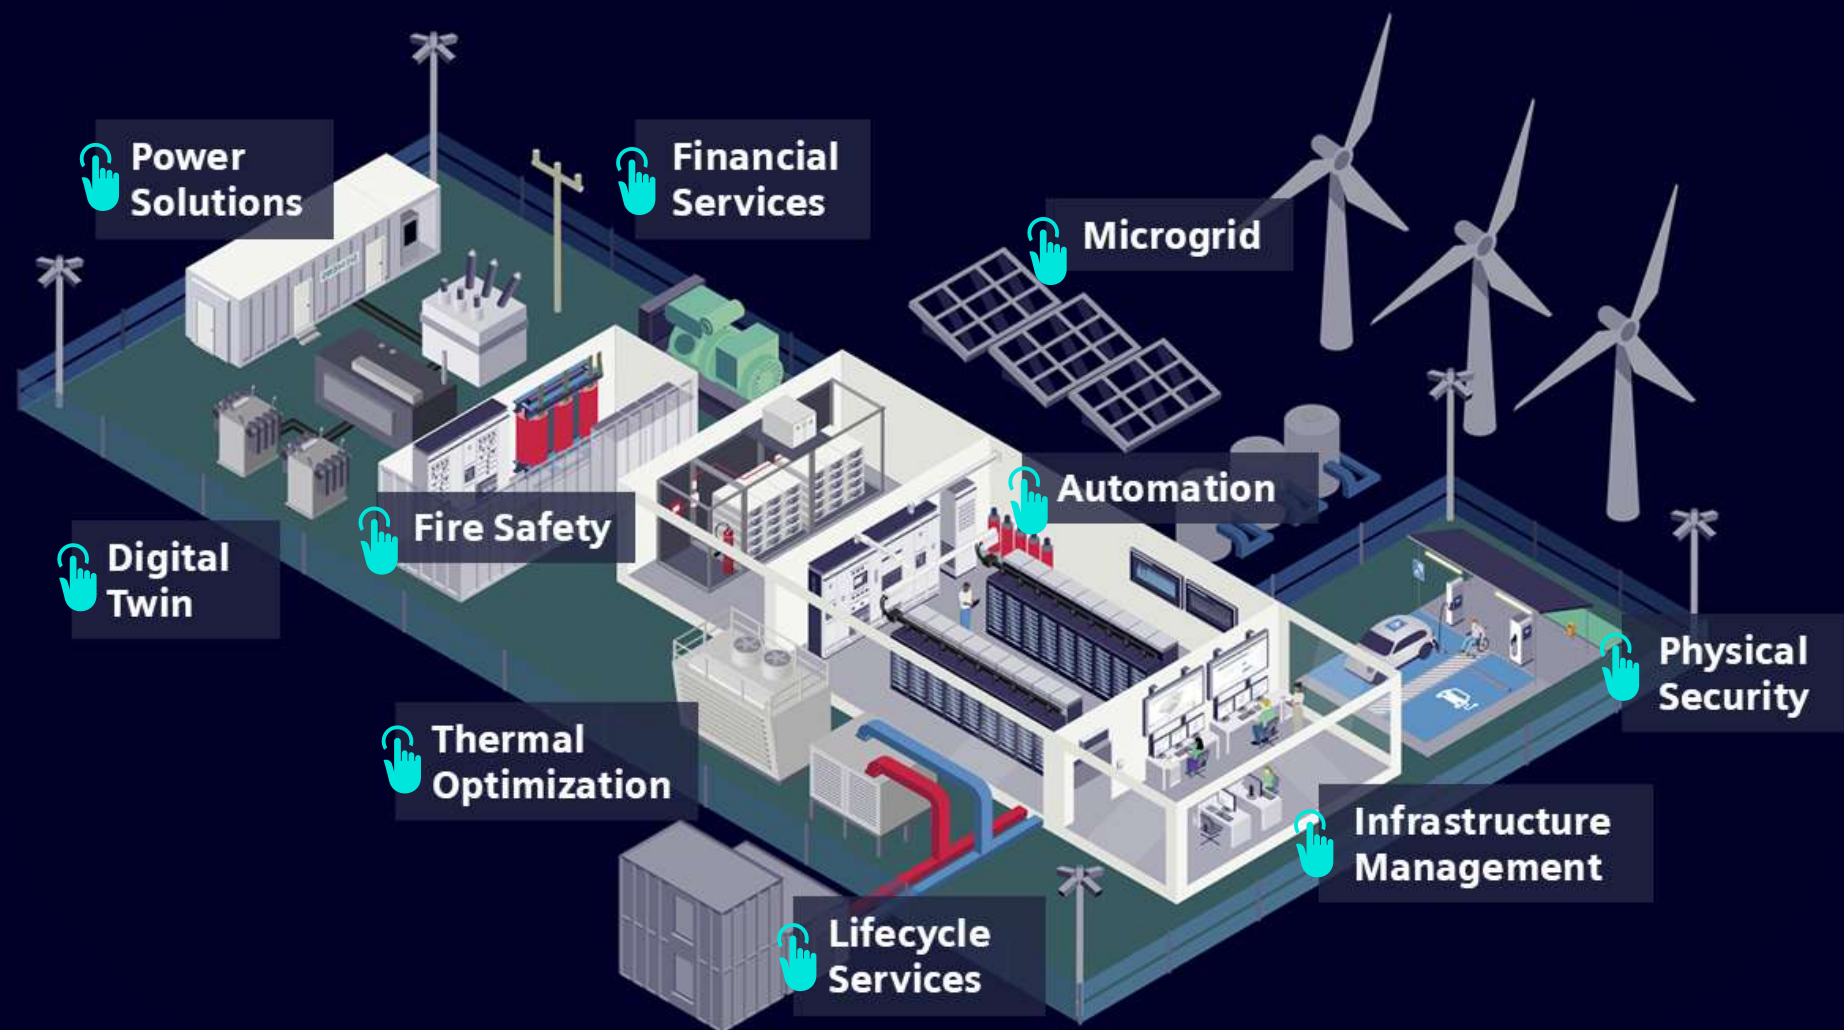 Power
Solutions
Financial
Services
Microgrid
Automation
Fire Safety
Digital
Twin
Physical
Security
Thermal
Optimization
Infrastructure
Management
Lifecycle
Services